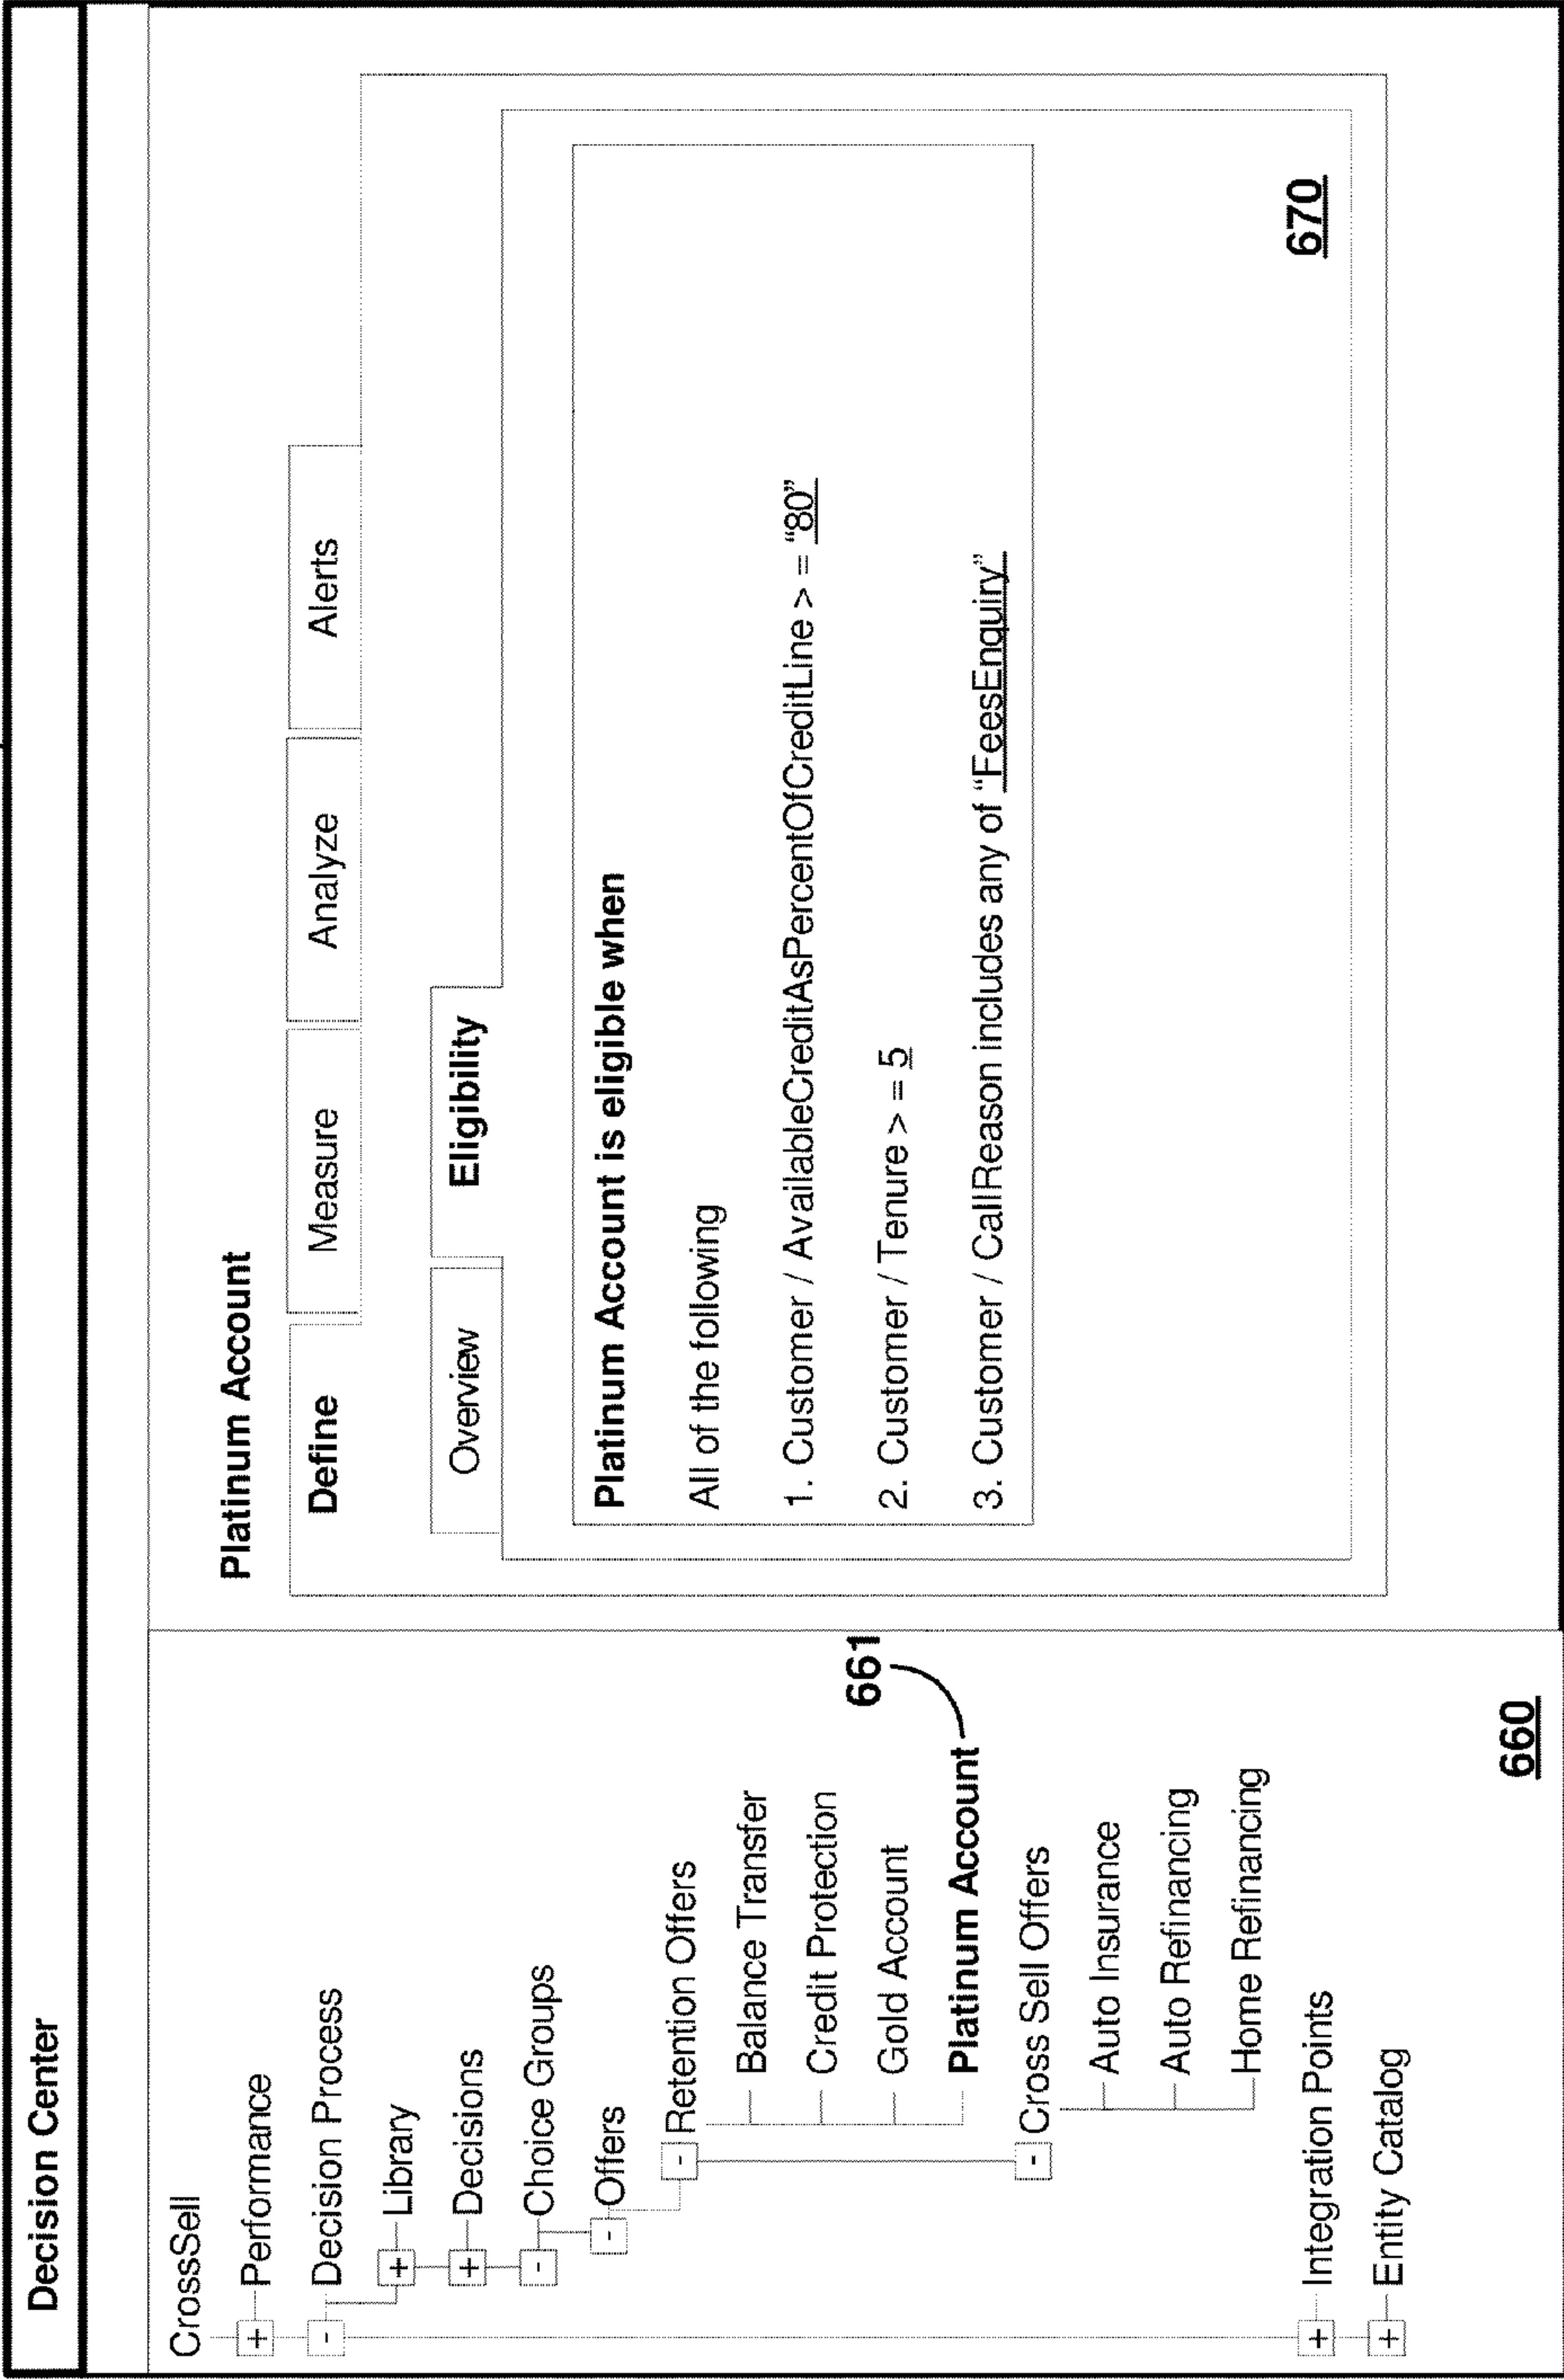 Decision Center
CrossSell
+ Performance
- Decision Process
+ Library
+ Decisions
- Choice Groups
- Offers
- Retention Offers
Balance Transfer
Credit Protection
Gold Account
Platinum Account
661
- Cross Sell Offers
Auto Insurance
Auto Refinancing
Home Refinancing
+ Integration Points
+ Entity Catalog
660
Platinum Account
Define Measure Analyze Alerts
Overview Eligibility
Platinum Account is eligible when
All of the following
1. Customer / AvailableCreditAsPercentOfCreditLine > = “80”
2. Customer / Tenure > = 5
3. Customer / CallReason includes any of “FeesEnquiry”
670